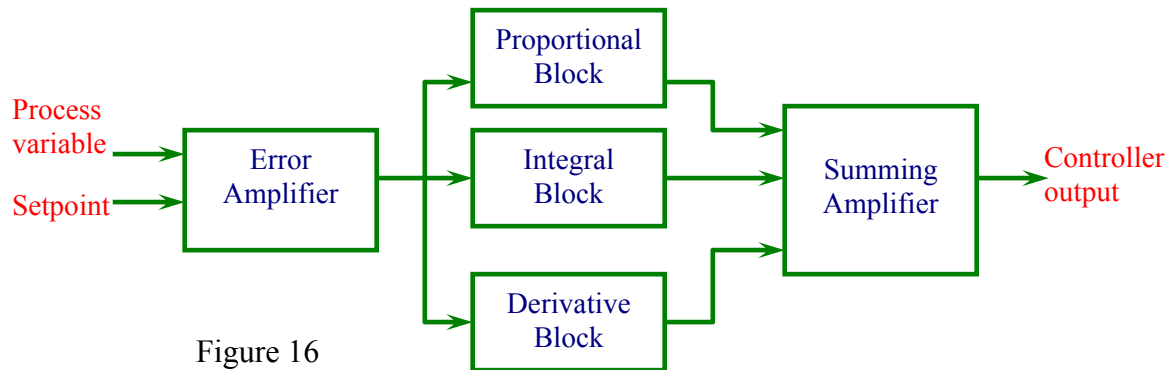 Process
variable
Setpoint
Error
Amplifier
Proportional
Block
Integral
Block
Derivative
Block
Summing
Amplifier
Controller
output
Figure 16